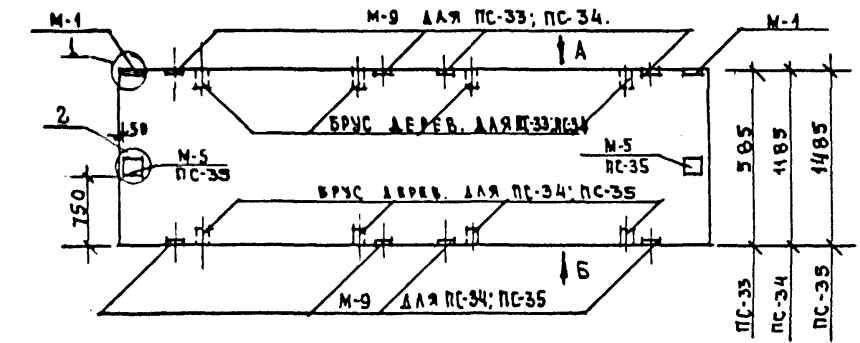 М-1
М-9 ДЛЯ ПС-33; ПС-34.
М-1
1
А
БРУС ДЕРЕВ. ДЛЯ ПС-33; ПС-34
2
50
М-5
ПС-35
М-5
ПС-35
585
1185
1485
750
БРУС ДЕРЕВ. ДЛЯ ПС-34; ПС-35
Б
М-9 ДЛЯ ПС-34; ПС-35
ПС-33
ПС-34
ПС-35